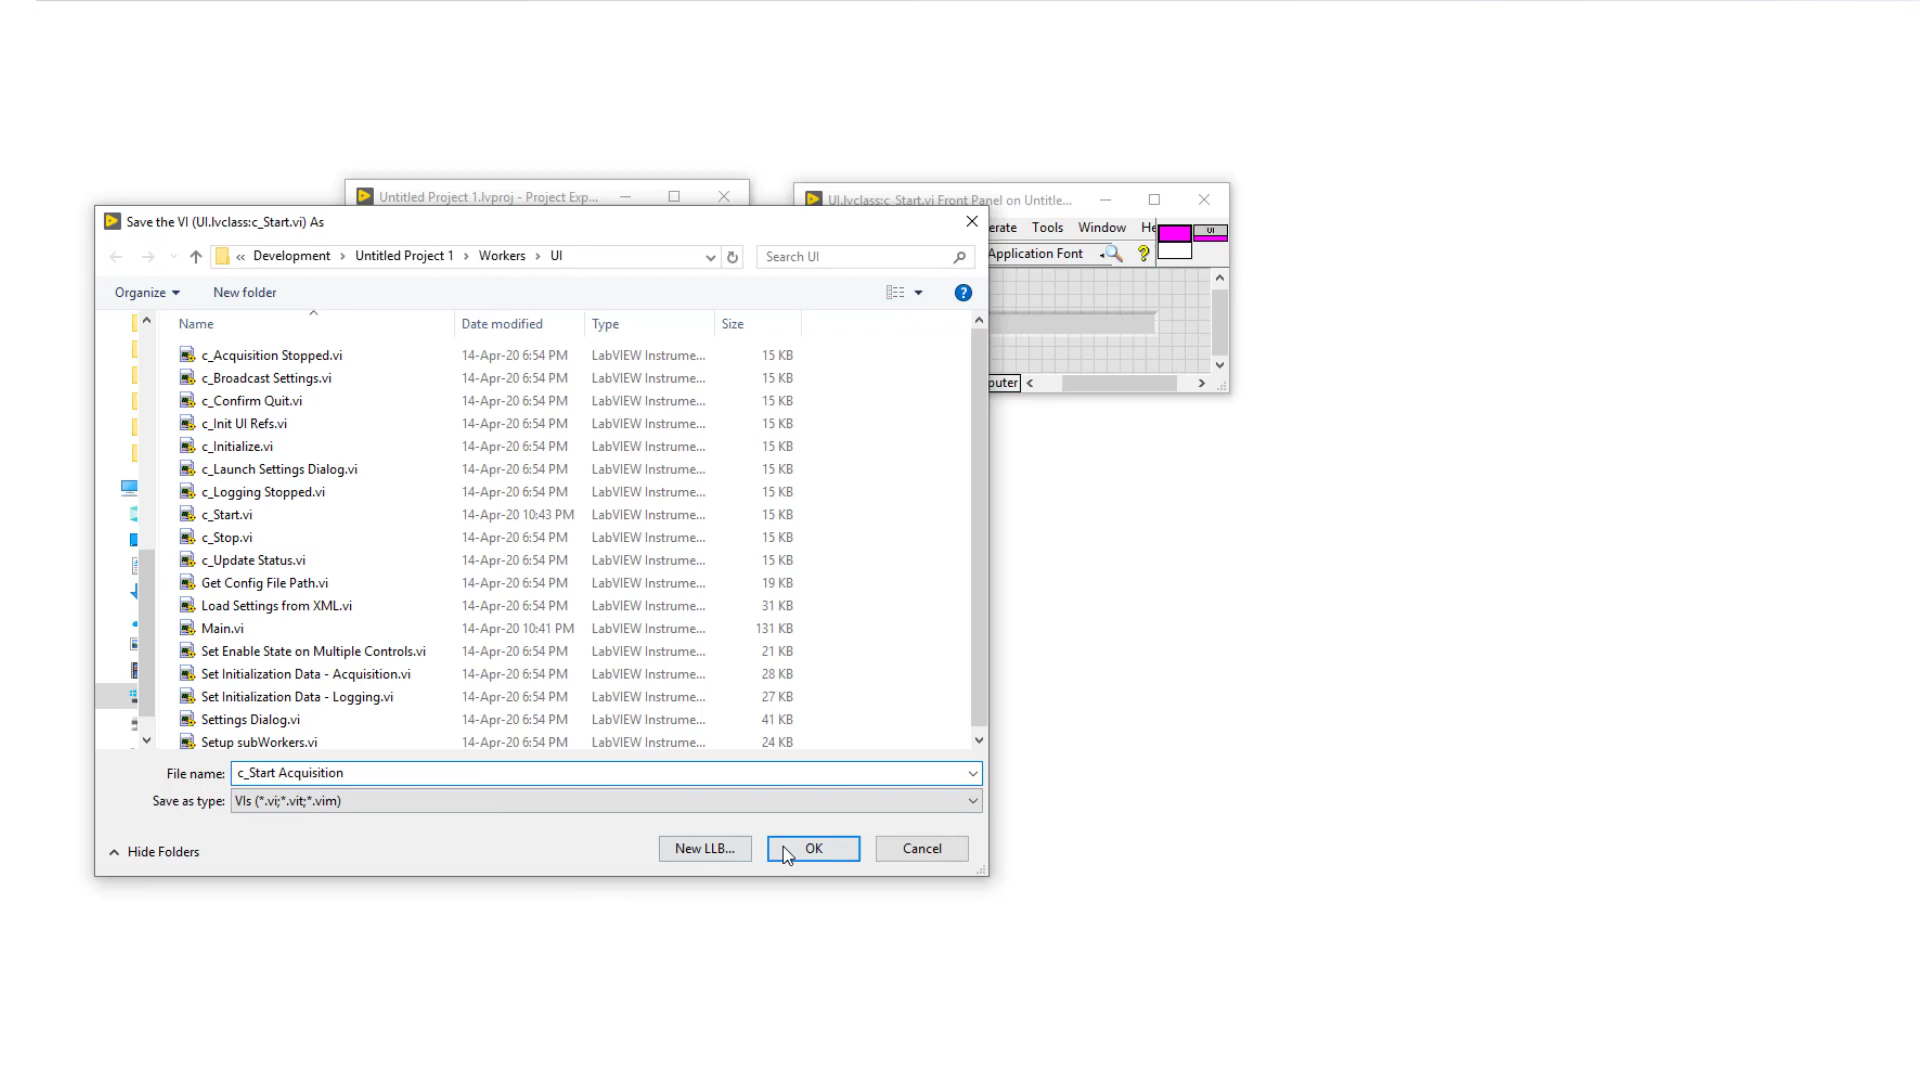 Untitled Project 1.lvproj - Project Exp...
UI.lvclass:c_Start.vi Front Panel on Untitle...
Save the VI (UI.lvclass:c_Start.vi) As
erate Tools Window He
UI
« Development > Untitled Project 1 > Workers > UI
Search UI
Application Font
?
Organize New folder
?
Name Date modified Type Size
c_Acquisition Stopped.vi 14-Apr-20 6:54 PM LabVIEW Instrume... 15 KB
c_Broadcast Settings.vi 14-Apr-20 6:54 PM LabVIEW Instrume... 15 KB
puter
c_Confirm Quit.vi 14-Apr-20 6:54 PM LabVIEW Instrume... 15 KB
c_Init UI Refs.vi 14-Apr-20 6:54 PM LabVIEW Instrume... 15 KB
c_Initialize.vi 14-Apr-20 6:54 PM LabVIEW Instrume... 15 KB
c_Launch Settings Dialog.vi 14-Apr-20 6:54 PM LabVIEW Instrume... 15 KB
c_Logging Stopped.vi 14-Apr-20 6:54 PM LabVIEW Instrume... 15 KB
c_Start.vi 14-Apr-20 10:43 PM LabVIEW Instrume... 15 KB
c_Stop.vi 14-Apr-20 6:54 PM LabVIEW Instrume... 15 KB
c_Update Status.vi 14-Apr-20 6:54 PM LabVIEW Instrume... 15 KB
Get Config File Path.vi 14-Apr-20 6:54 PM LabVIEW Instrume... 19 KB
Load Settings from XML.vi 14-Apr-20 6:54 PM LabVIEW Instrume... 31 KB
Main.vi 14-Apr-20 10:41 PM LabVIEW Instrume... 131 KB
Set Enable State on Multiple Controls.vi 14-Apr-20 6:54 PM LabVIEW Instrume... 21 KB
Set Initialization Data - Acquisition.vi 14-Apr-20 6:54 PM LabVIEW Instrume... 28 KB
Set Initialization Data - Logging.vi 14-Apr-20 6:54 PM LabVIEW Instrume... 27 KB
Settings Dialog.vi 14-Apr-20 6:54 PM LabVIEW Instrume... 41 KB
Setup subWorkers.vi 14-Apr-20 6:54 PM LabVIEW Instrume... 24 KB
File name: c_Start Acquisition
Save as type: VIs (*.vi;*.vit;*.vim)
Hide Folders
New LLB... OK Cancel